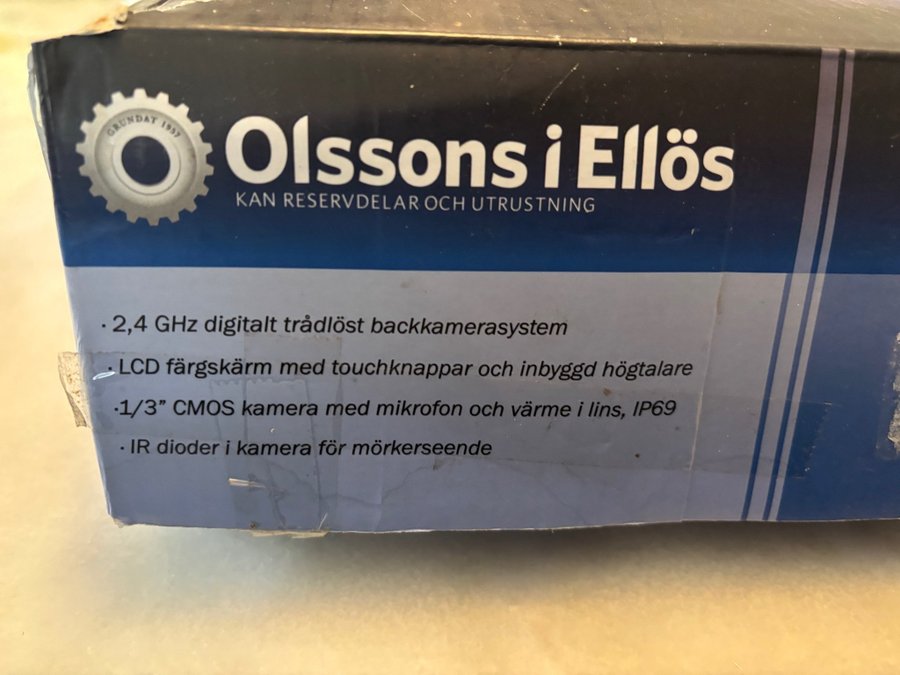 GRUNDAT 1957
Olssons i Ellös
KAN RESERVDELAR OCH UTRUSTNING
· 2,4 GHz digitalt trådlöst backkamerasystem
· LCD färgskärm med touchknappar och inbyggd högtalare
·1/3” CMOS kamera med mikrofon och värme i lins, IP69
· IR dioder i kamera för mörkerseende